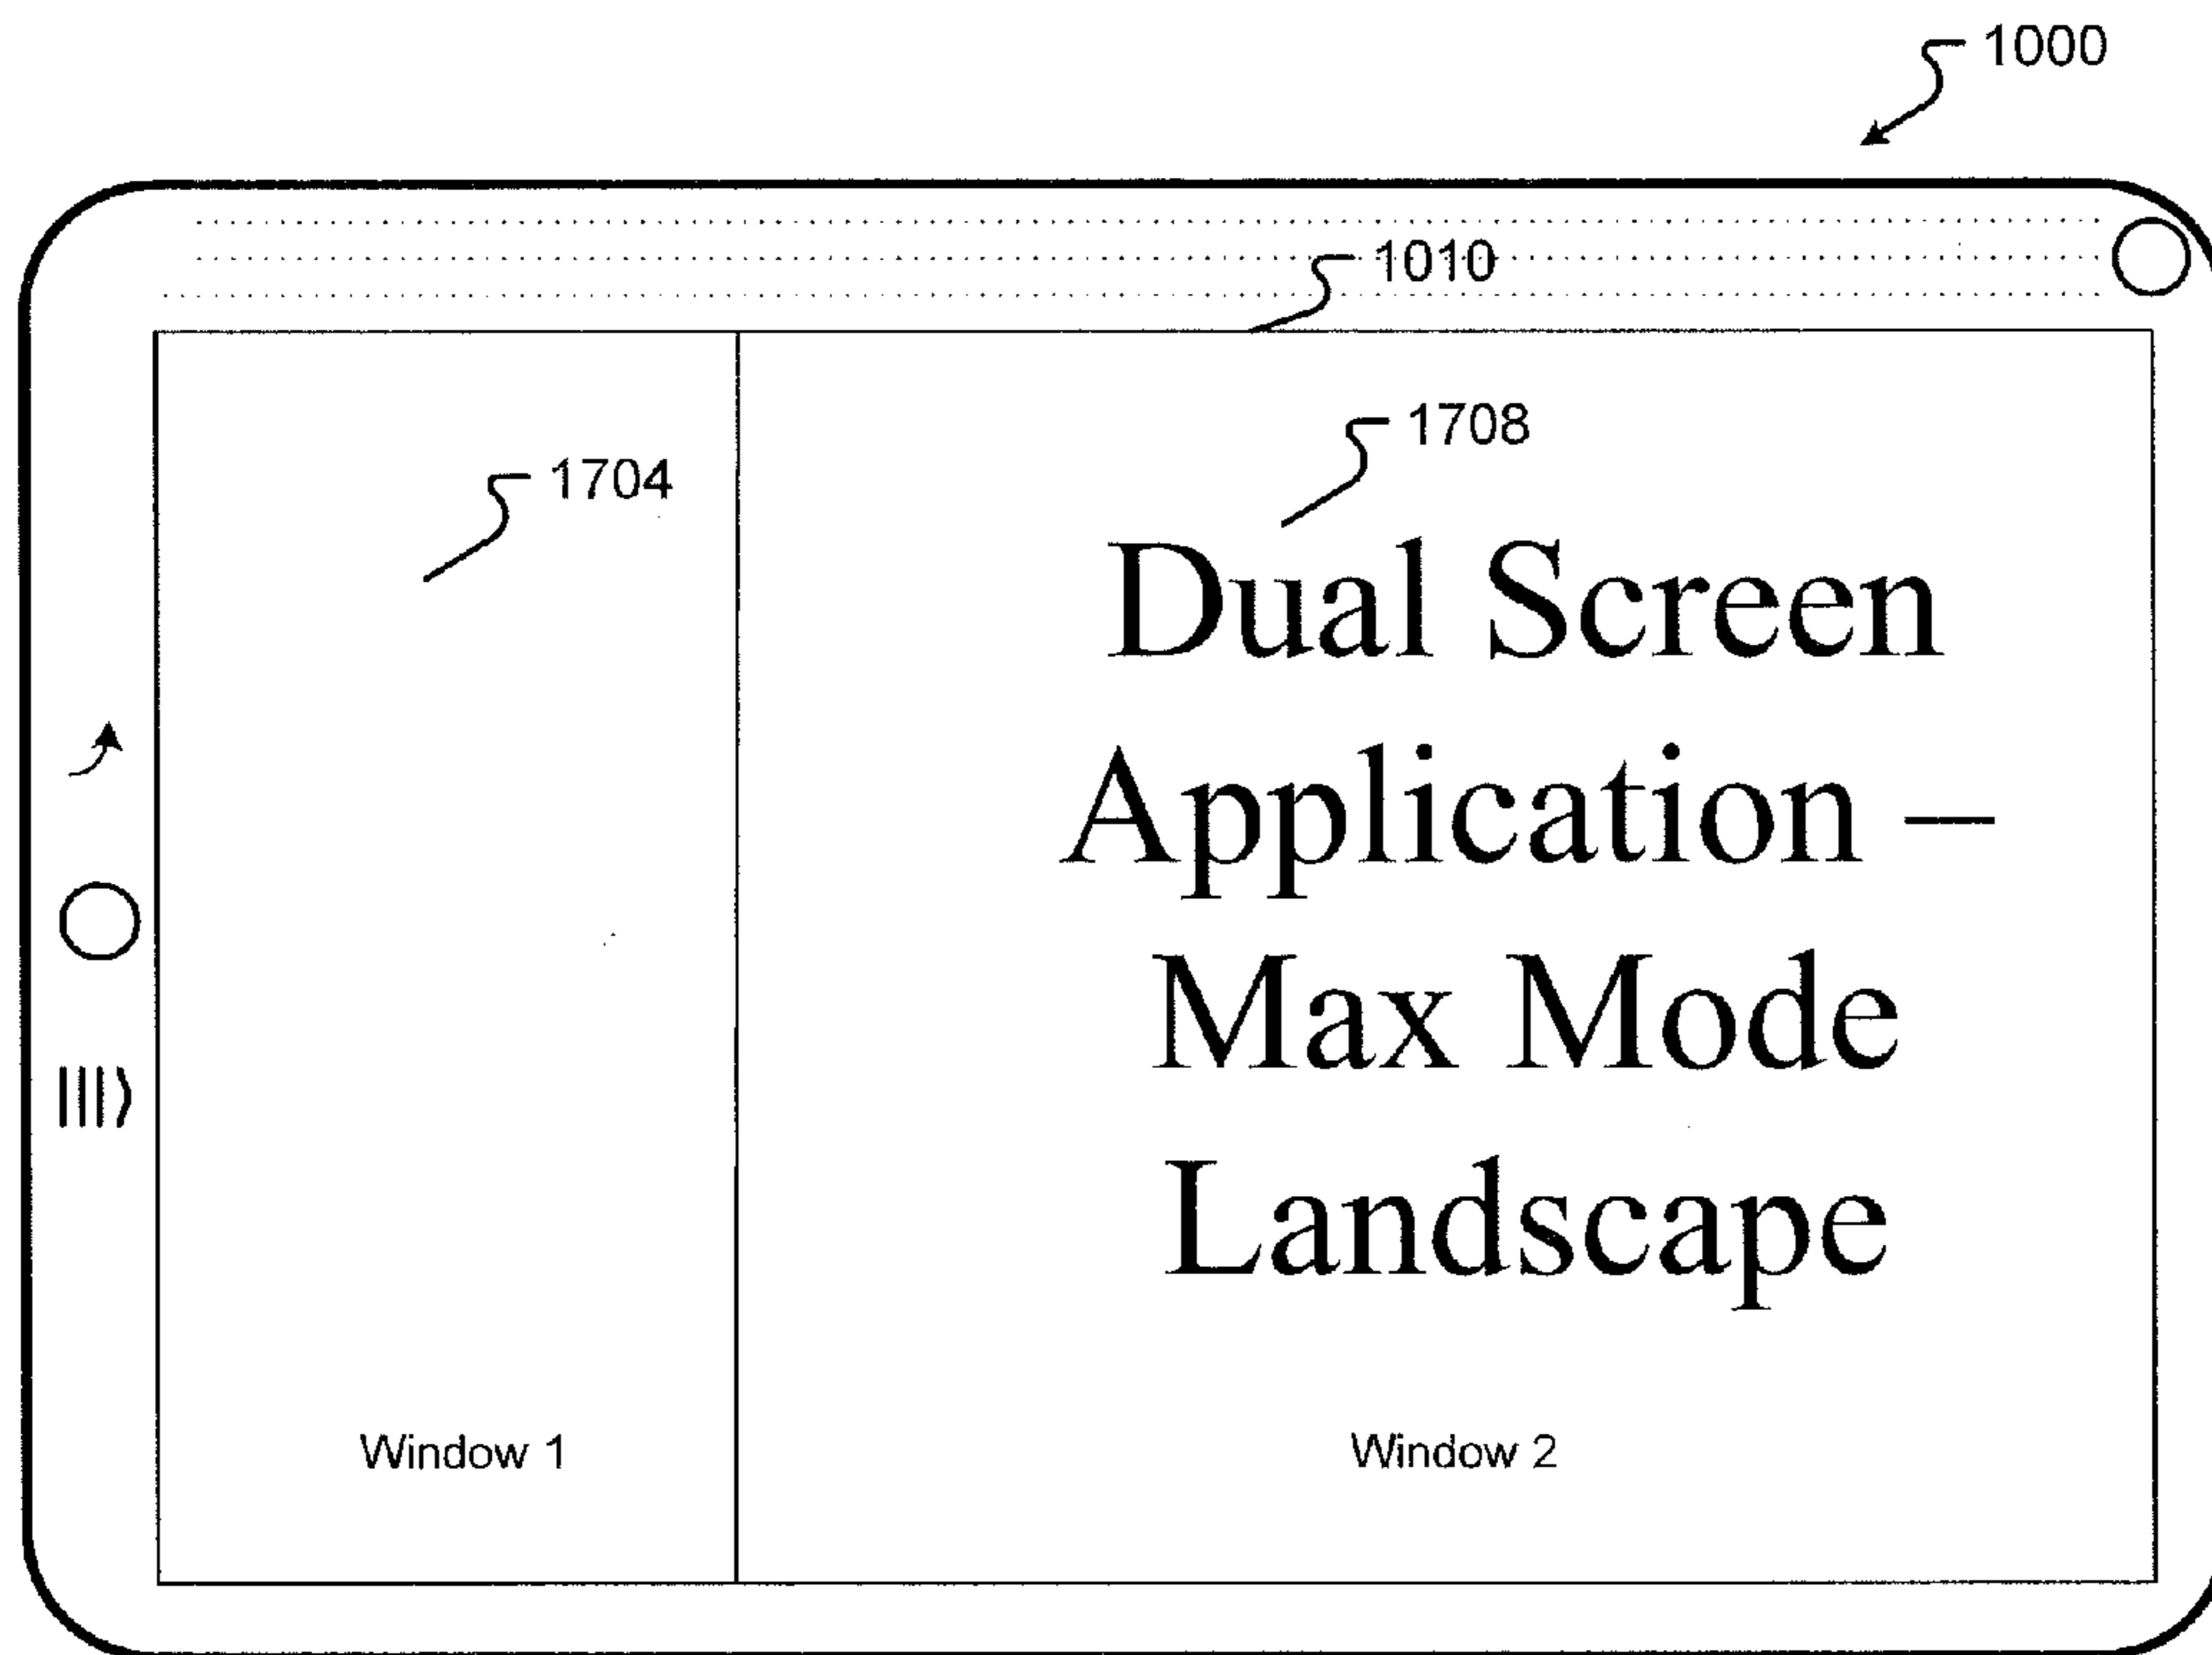 1000
1010
1708
1704
Dual Screen
Application –
Max Mode
Landscape
Window 1
Window 2